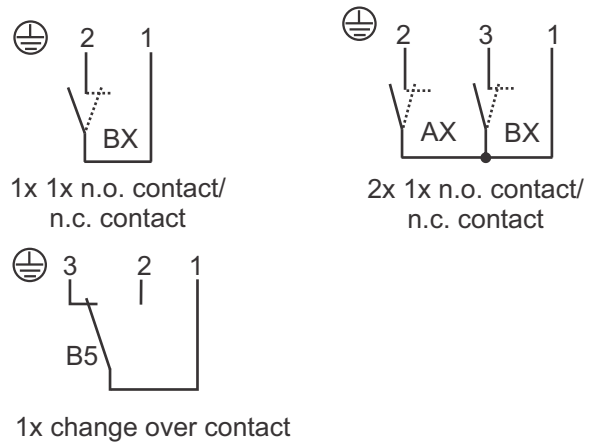 2 1
BX
1x 1x n.o. contact/
n.c. contact
2 3 1
AX BX
2x 1x n.o. contact/
n.c. contact
3 2 1
B5
1x change over contact